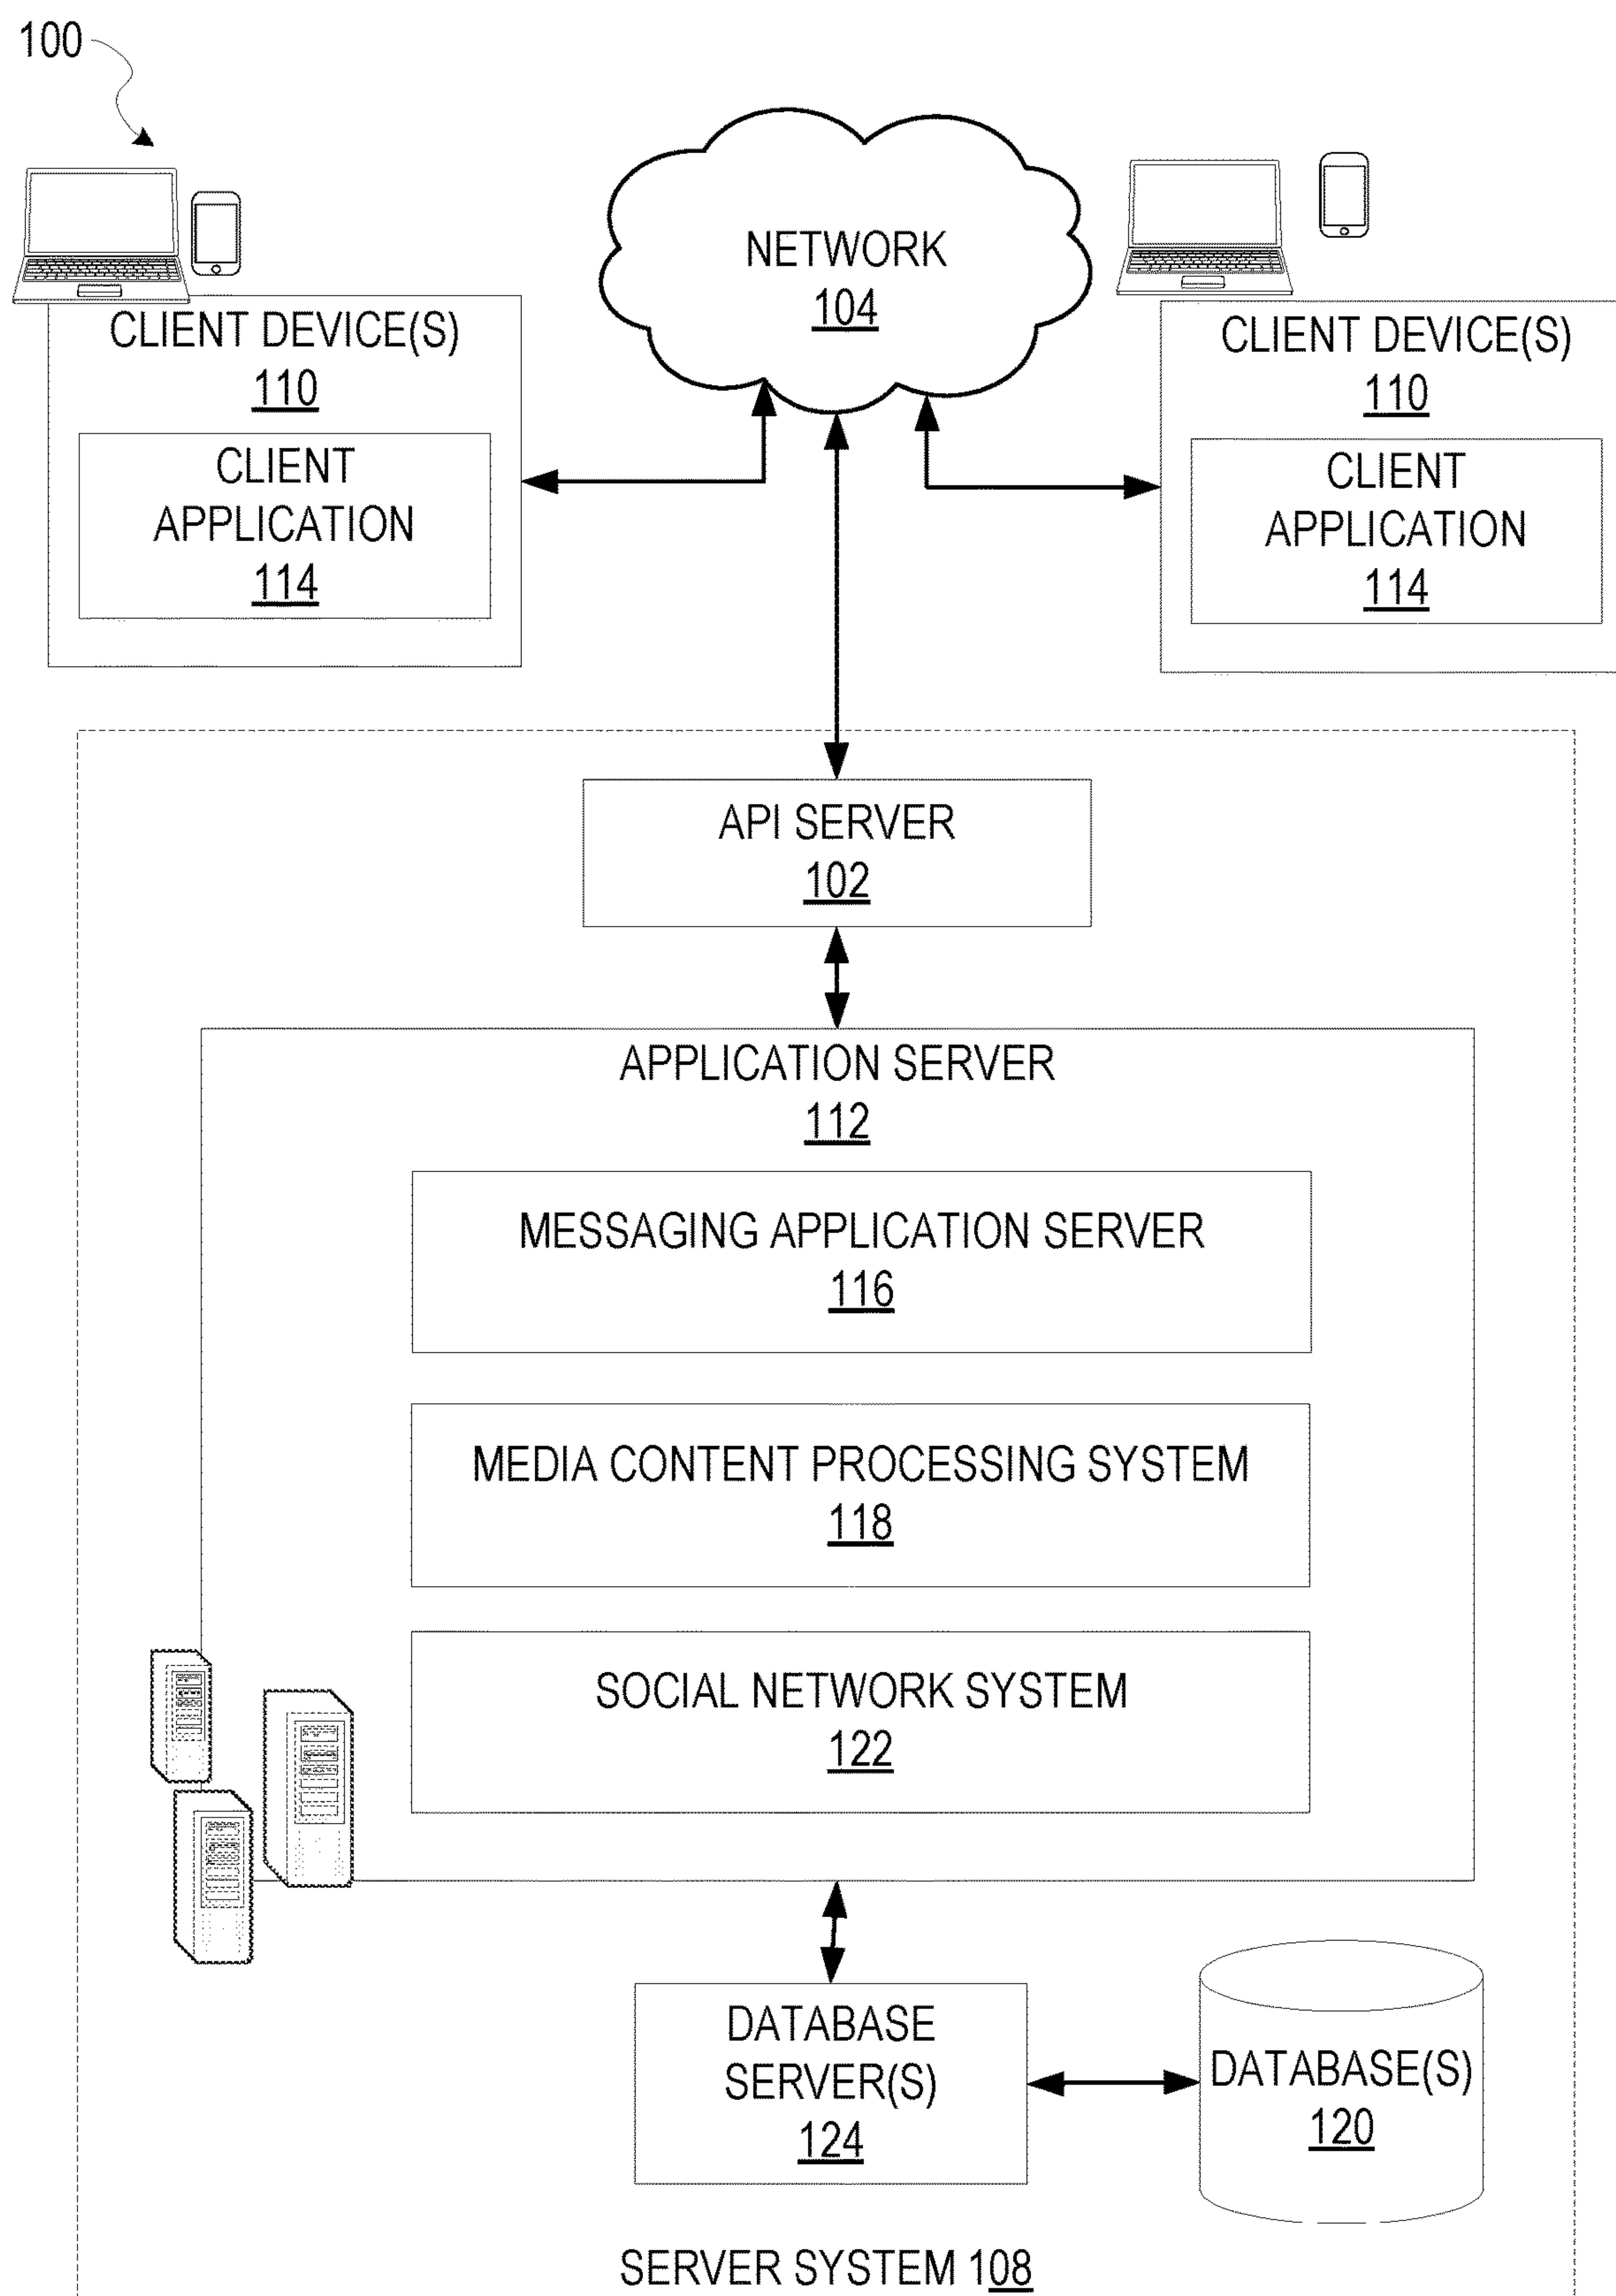 100
NETWORK
104
CLIENT DEVICE(S)
110
CLIENT
APPLICATION
114
CLIENT DEVICE(S)
110
CLIENT
APPLICATION
114
API SERVER
102
APPLICATION SERVER
112
MESSAGING APPLICATION SERVER
116
MEDIA CONTENT PROCESSING SYSTEM
118
SOCIAL NETWORK SYSTEM
122
DATABASE
SERVER(S)
124
DATABASE(S)
120
SERVER SYSTEM 108